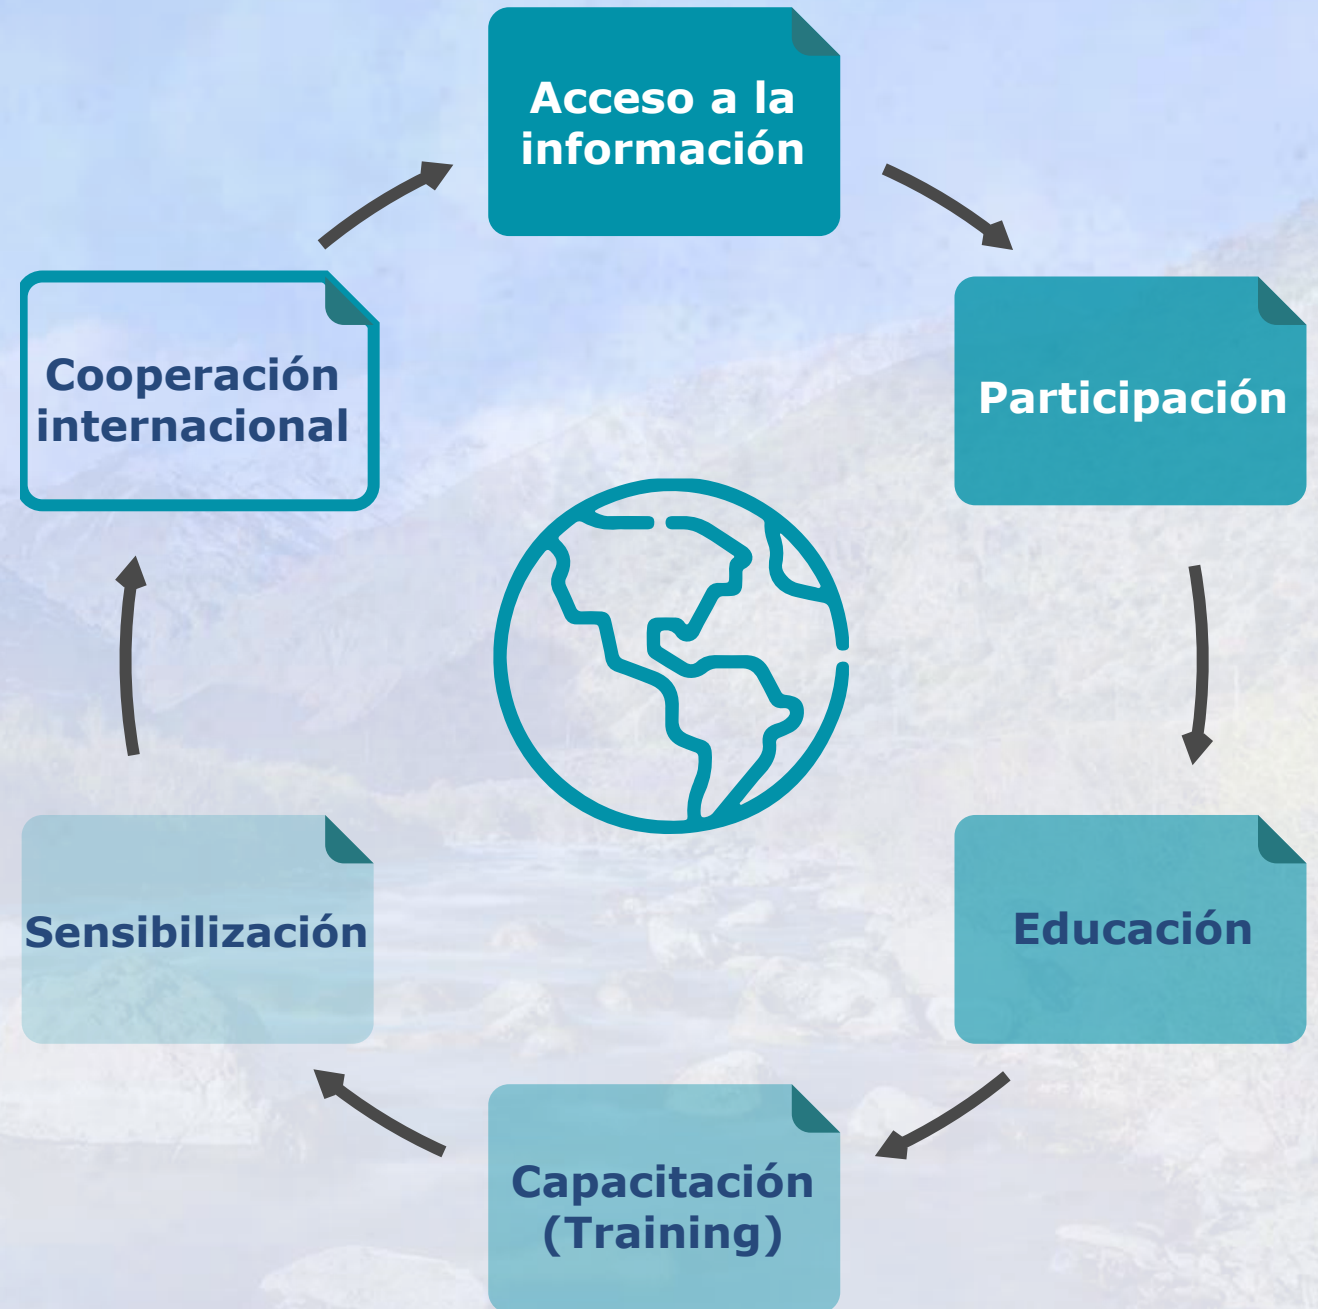 Acceso a la
información
Participación
Educación
Capacitación
(Training)
Sensibilización
Cooperación
internacional